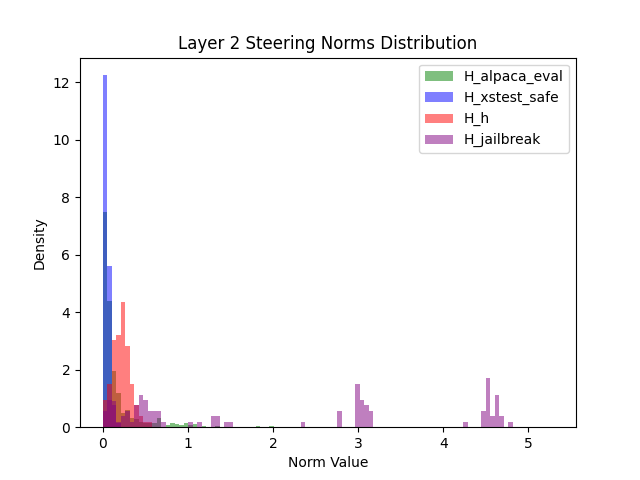 Layer 2 Steering Norms Distribution
H_alpaca_eval
H_xstest_safe
H_h
H_jailbreak
Density
12
10
8
6
4
2
0
0 1 2 3 4 5
Norm Value